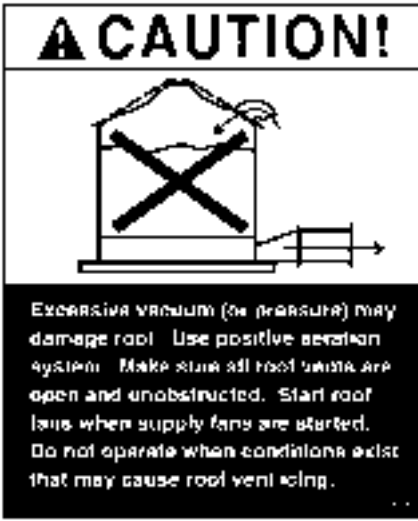 CAUTION!
Excessive vacuum (or pressure) may
damage roof. Use positive aeration
system. Make sure all roof vents are
open and unobstructed. Start roof
fans when supply fans are started.
Do not operate when conditions exist
that may cause roof vent icing.